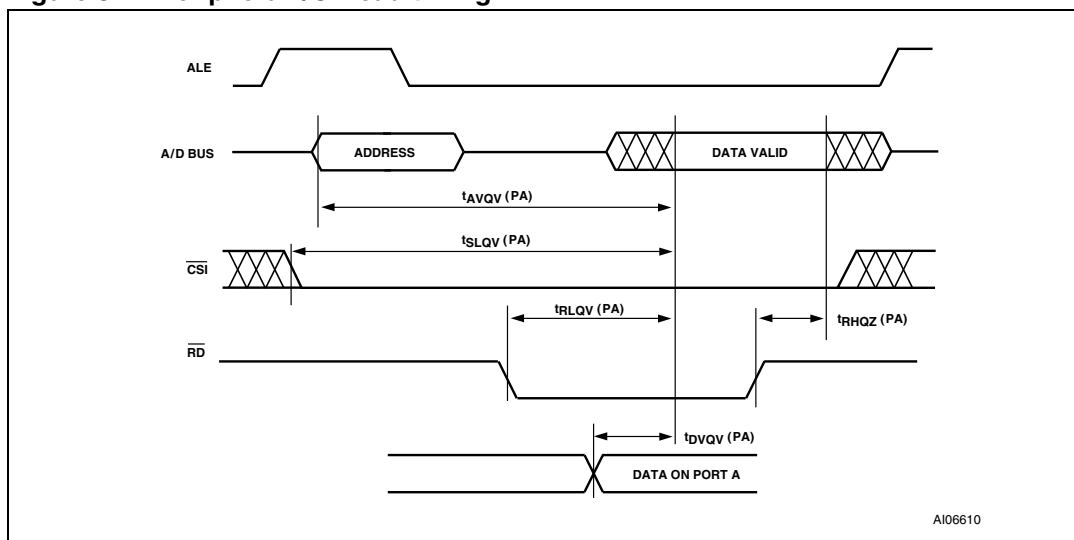 ALE
A/D BUS
ADDRESS
DATA VALID
tAVQV (PA)
tSLQV (PA)
CSI
tRLQV (PA)
tRHQZ (PA)
RD
tDVQV (PA)
DATA ON PORT A
AI06610